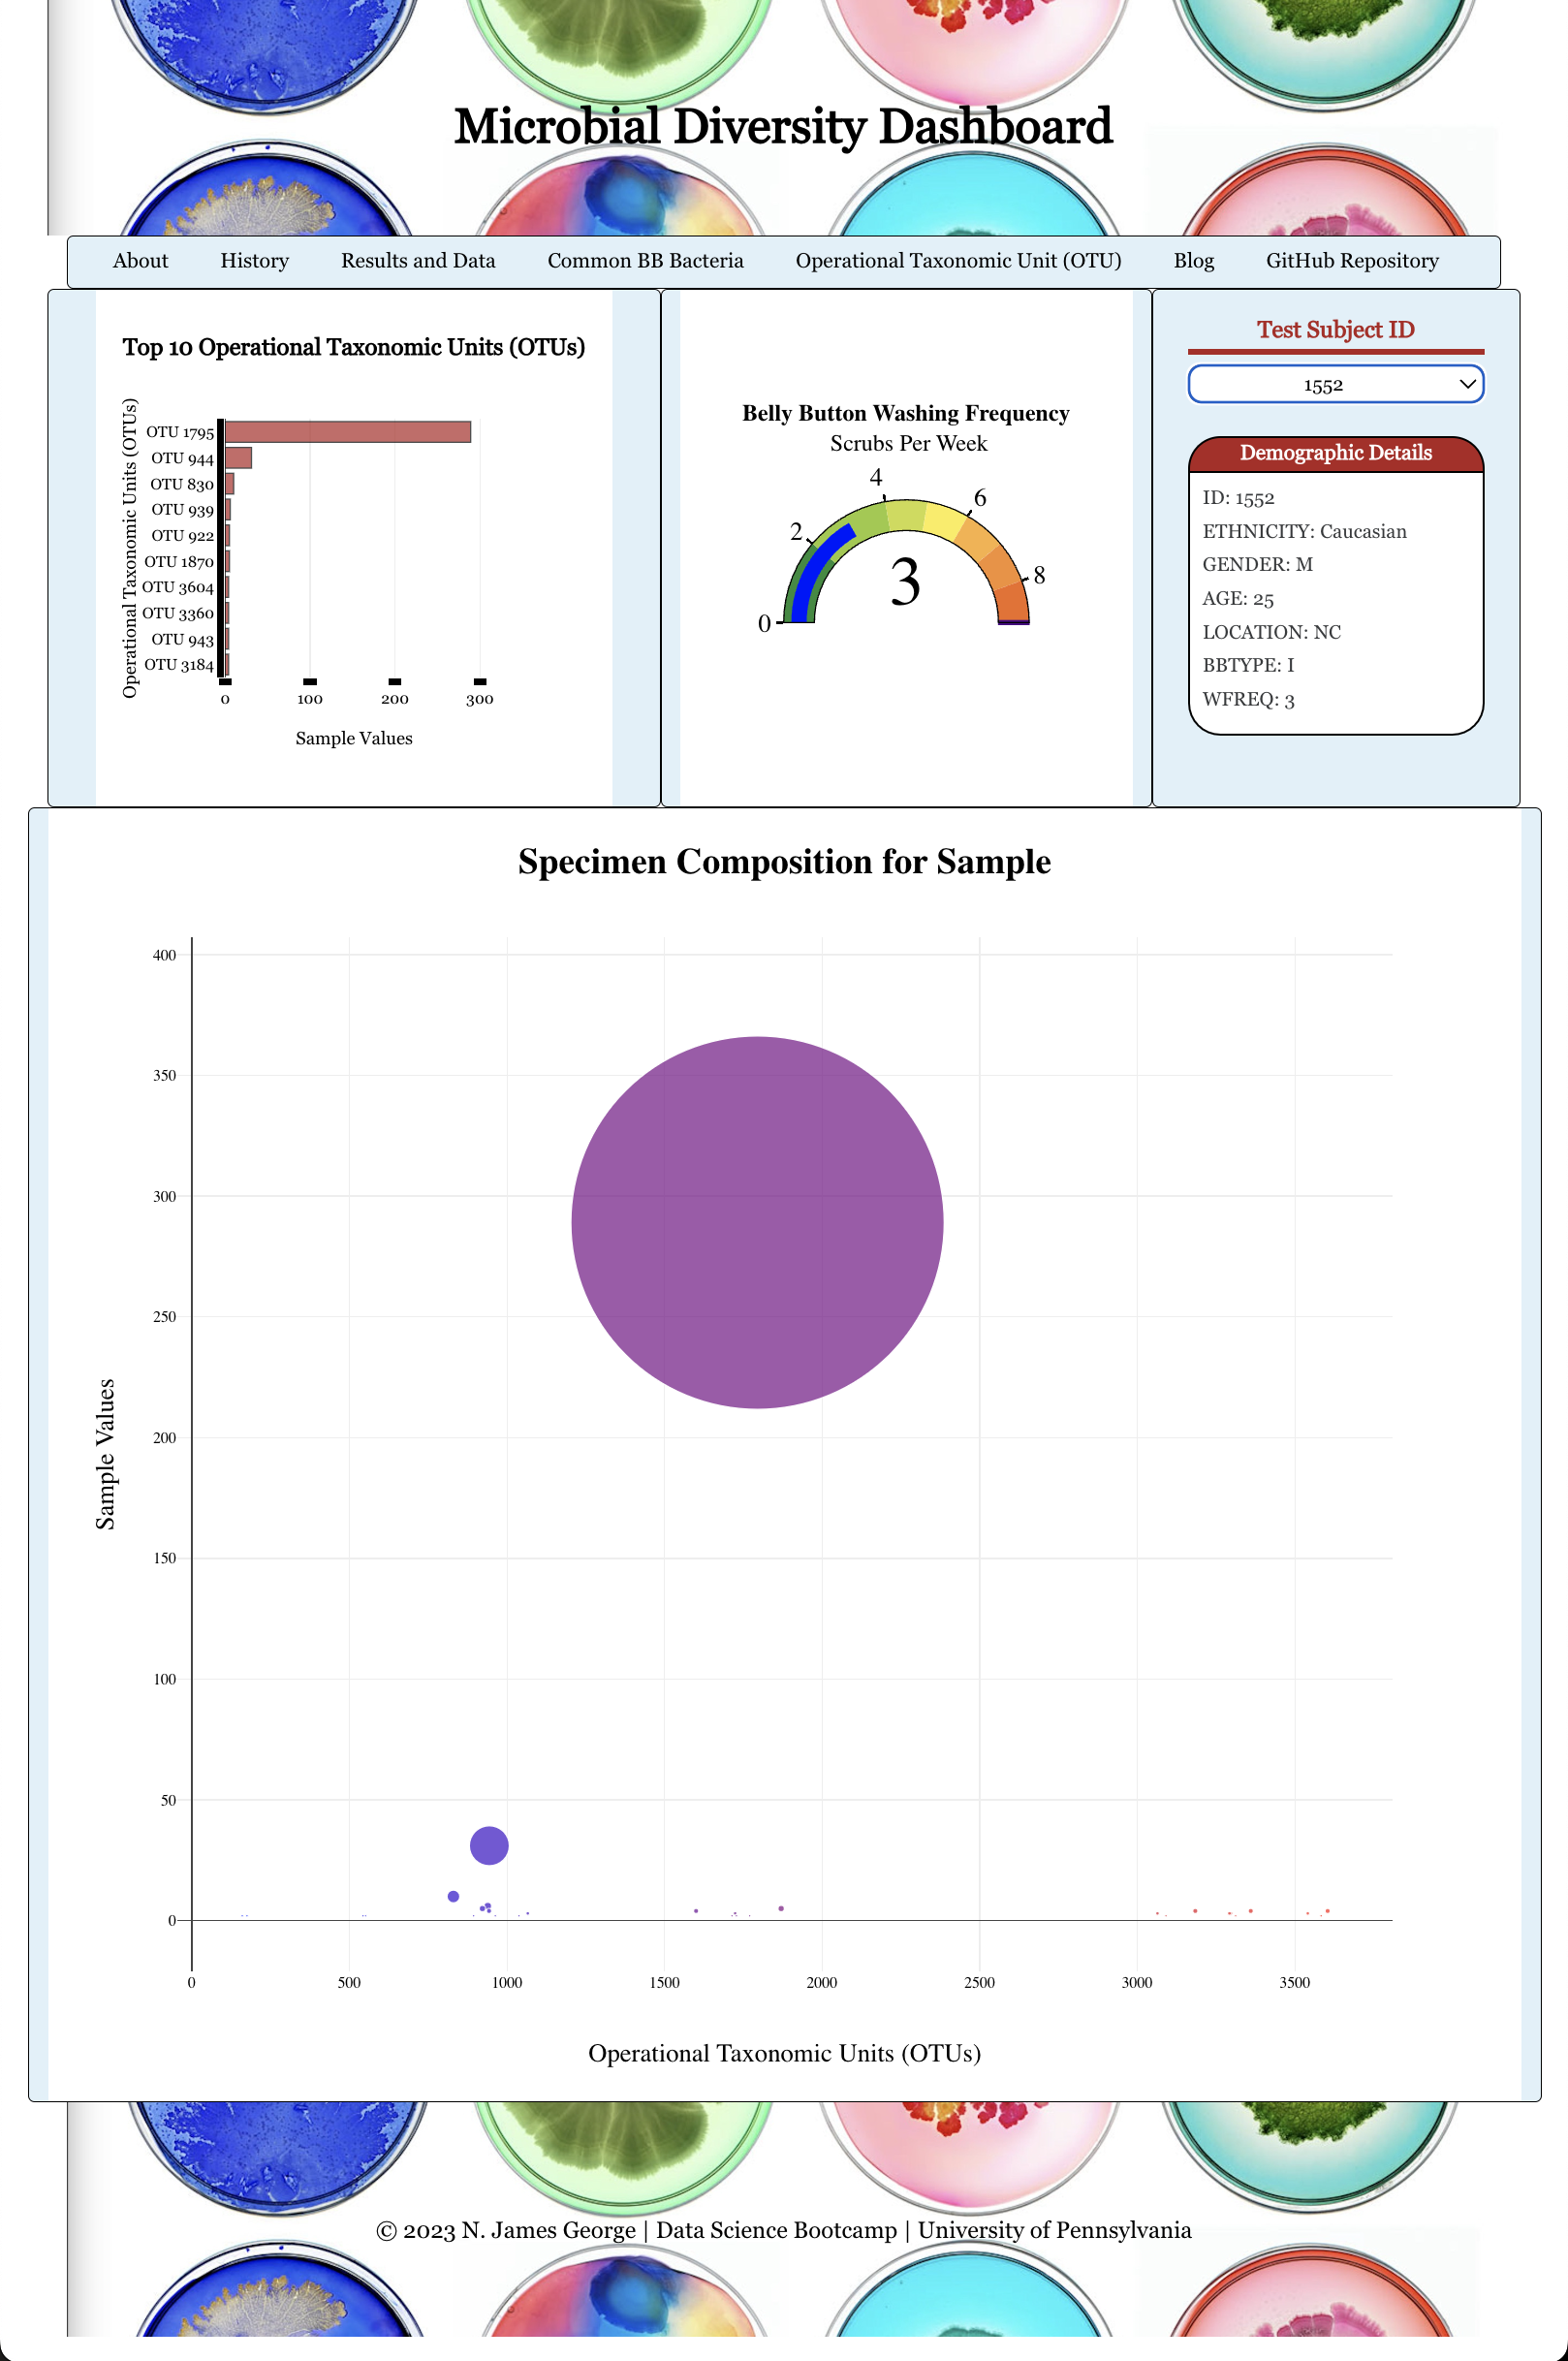 Microbial Diversity Dashboard
About History Results and Data Common BB Bacteria Operational Taxonomic Unit (OTU) Blog GitHub Repository
Top 10 Operational Taxonomic Units (OTUs)
Operational Taxonomic Units (OTUs)
OTU 1795
OTU 944
OTU 830
OTU 939
OTU 922
OTU 1870
OTU 3604
OTU 3360
OTU 943
OTU 3184
0 100 200 300
Sample Values
Belly Button Washing Frequency
Scrubs Per Week
0 2 4 6 8
3
Test Subject ID
1552
Demographic Details
ID: 1552
ETHNICITY: Caucasian
GENDER: M
AGE: 25
LOCATION: NC
BBTYPE: I
WFREQ: 3
Specimen Composition for Sample
Sample Values
400
350
300
250
200
150
100
50
0
0 500 1000 1500 2000 2500 3000 3500
Operational Taxonomic Units (OTUs)
© 2023 N. James George | Data Science Bootcamp | University of Pennsylvania